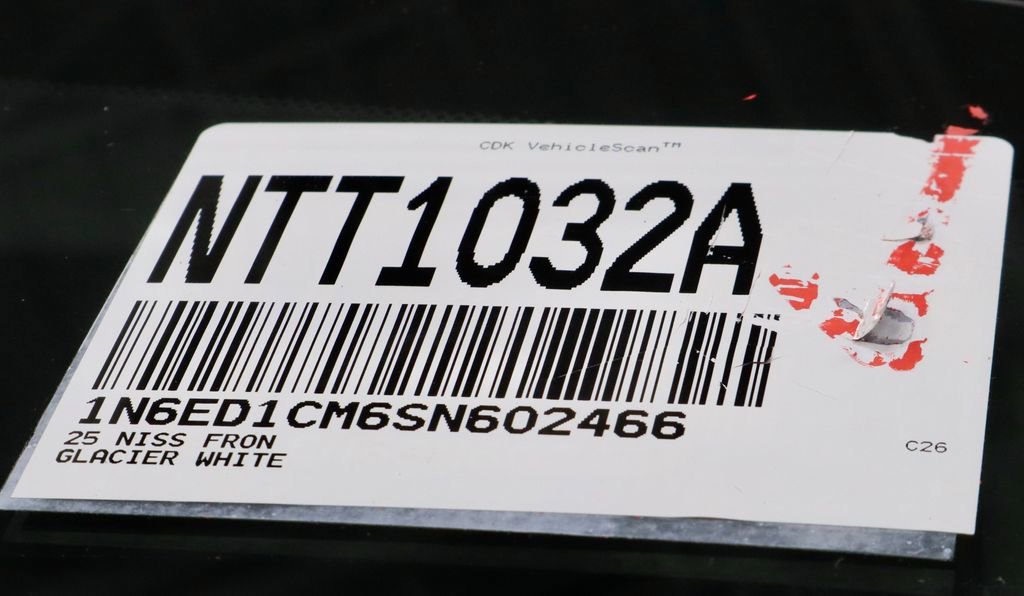 CDK VehicleScan™
NTT1032A
1N6ED1CM6SN602466
25 NISS FRON
GLACIER WHITE
C26